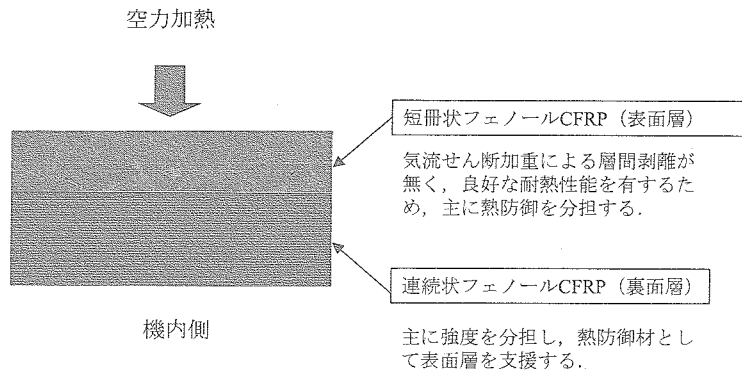 空力加熱
短冊状フェノールCFRP（表面層）
気流せん断加重による層間剥離が
無く，良好な耐熱性能を有するた
め，主に熱防御を分担する．
連続状フェノールCFRP（裏面層）
機内側
主に強度を分担し，熱防御材とし
て表面層を支援する．